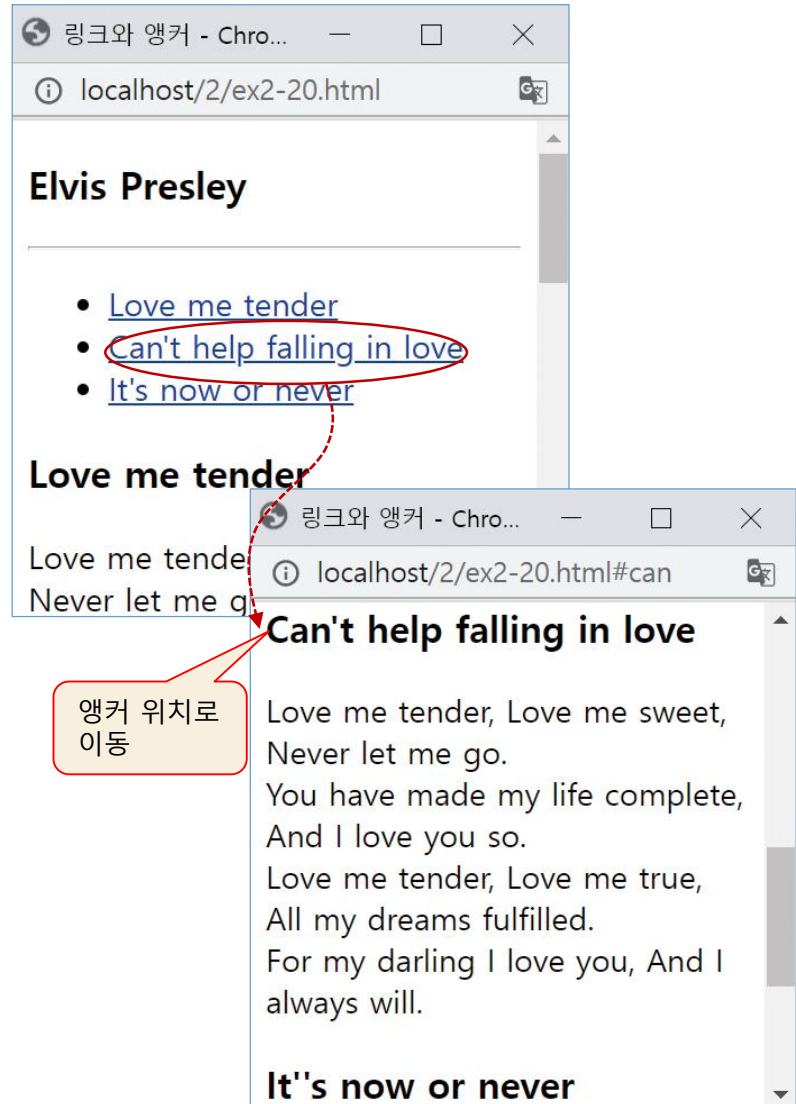 링크와 앵커 - Chro...
localhost/2/ex2-20.html
Elvis Presley
Love me tender
Can't help falling in love
It's now or never
Love me tender
Love me tende
Never let me g
링크와 앵커 - Chro...
localhost/2/ex2-20.html#can
Can't help falling in love
앵커 위치로
이동
Love me tender, Love me sweet,
Never let me go.
You have made my life complete,
And I love you so.
Love me tender, Love me true,
All my dreams fulfilled.
For my darling I love you, And I
always will.
It''s now or never